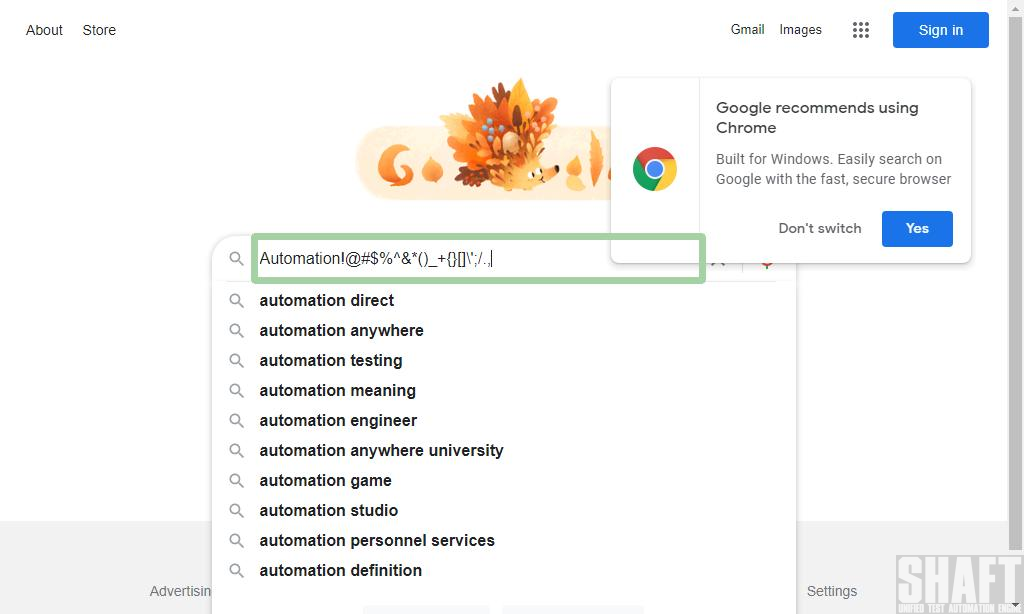 About Store
Gmail Images
Sign in
Google recommends using
Chrome
Built for Windows. Easily search on
Google with the fast, secure browser
Don't switch
Yes
Automation!@#$%^&*()_+{}[]\';/.,
automation direct
automation anywhere
automation testing
automation meaning
automation engineer
automation anywhere university
automation game
automation studio
automation personnel services
automation definition
Settings
SHAFT
UNIFIED TEST AUTOMATION